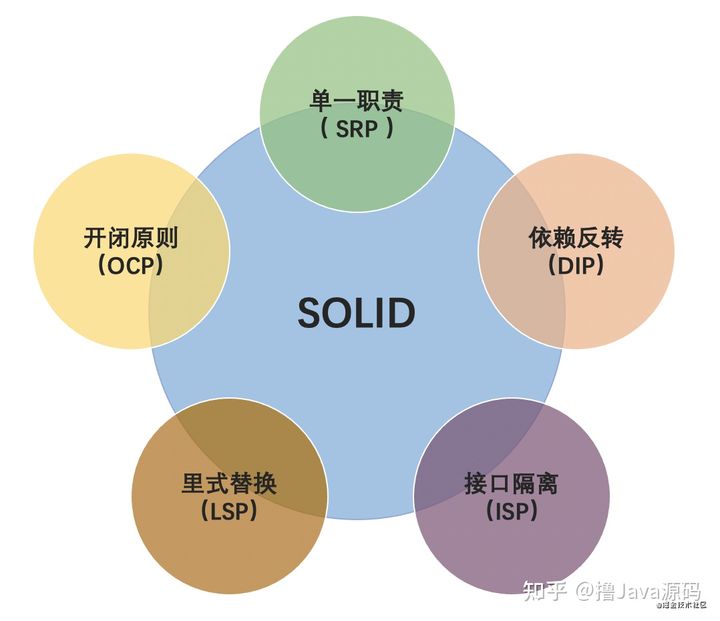 单一职责
( SRP )
开闭原则
(OCP)
依赖反转
(DIP)
SOLID
里式替换
(LSP)
接口隔离
(ISP)
知乎 @撸Java源码
@掘金技术社区